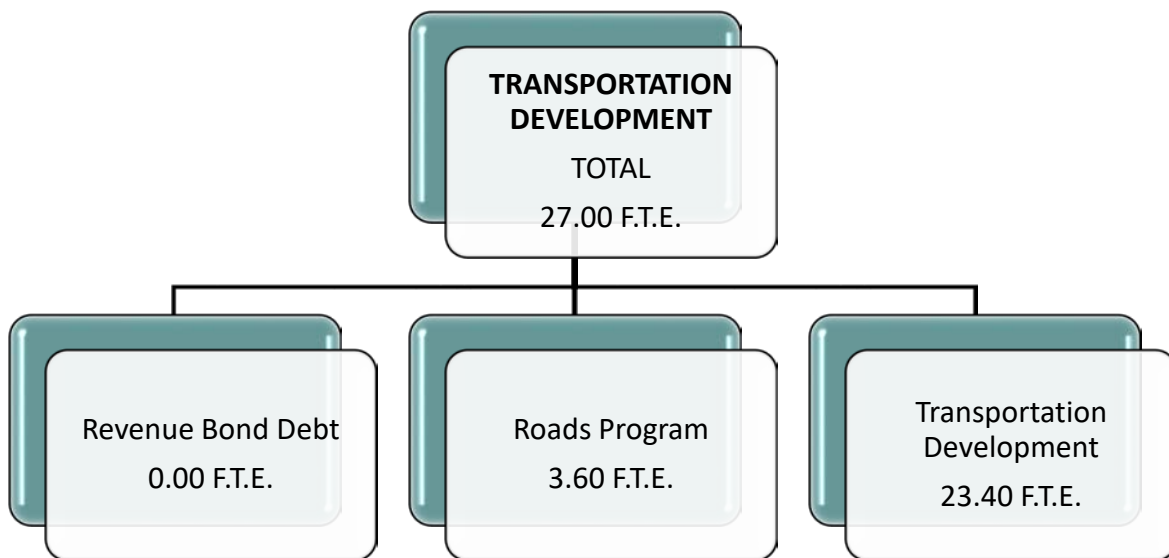 TRANSPORTATION
DEVELOPMENT
TOTAL
27.00 F.T.E.
Revenue Bond Debt
0.00 F.T.E.
Roads Program
3.60 F.T.E.
Transportation
Development
23.40 F.T.E.